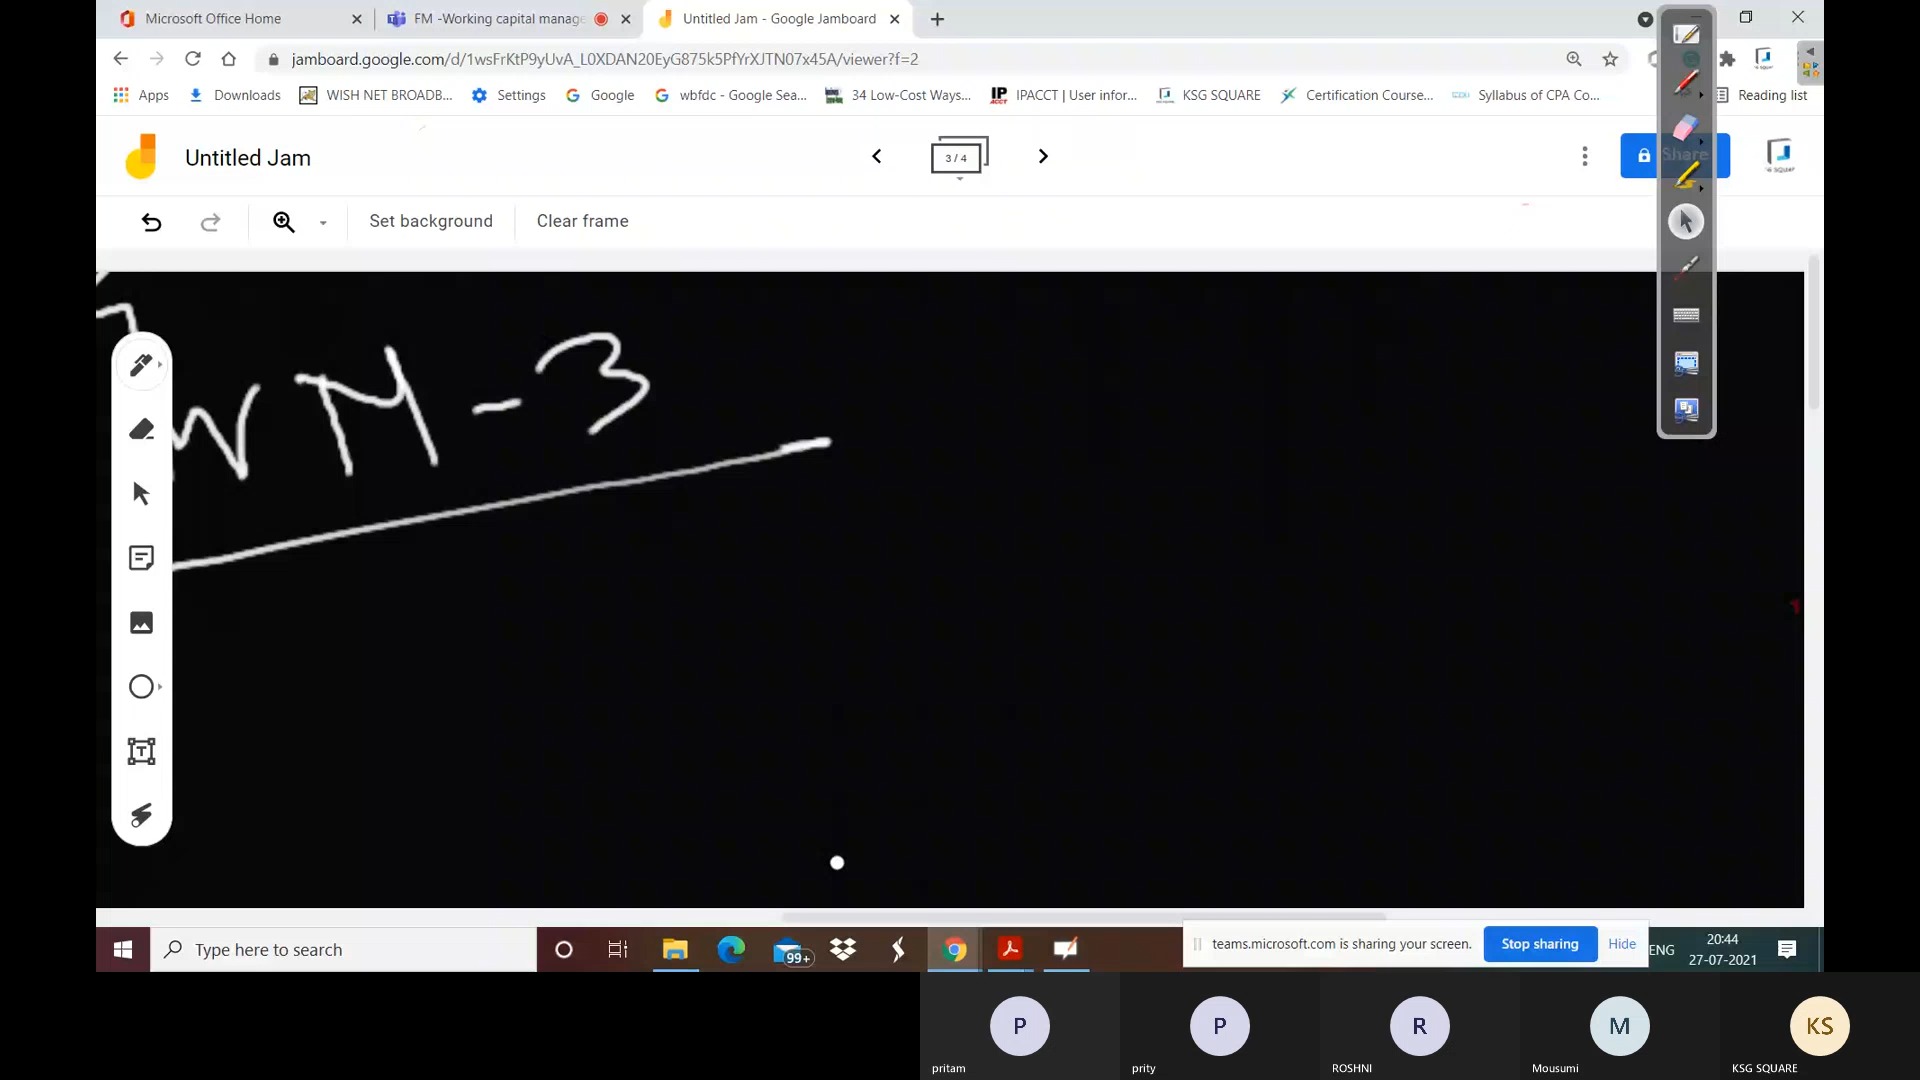 Microsoft Office Home
FM -Working capital manage
Untitled Jam - Google Jamboard
jamboard.google.com/d/1wsFrKtP9yUvA_L0XDAN20EyG875k5PfYrXJTN07x45A/viewer?f=2
Apps Downloads WISH NET BROADB... Settings Google wbfdc - Google Sea... 34 Low-Cost Ways... IPACCT | User infor... KSG SQUARE Certification Course... Syllabus of CPA Co... Reading list
Untitled Jam
3 / 4
Share
Set background Clear frame
WM-3
Type here to search
99+
teams.microsoft.com is sharing your screen. Stop sharing Hide
ENG
20:44
27-07-2021
P P R M KS
pritam prity ROSHNI Mousumi KSG SQUARE